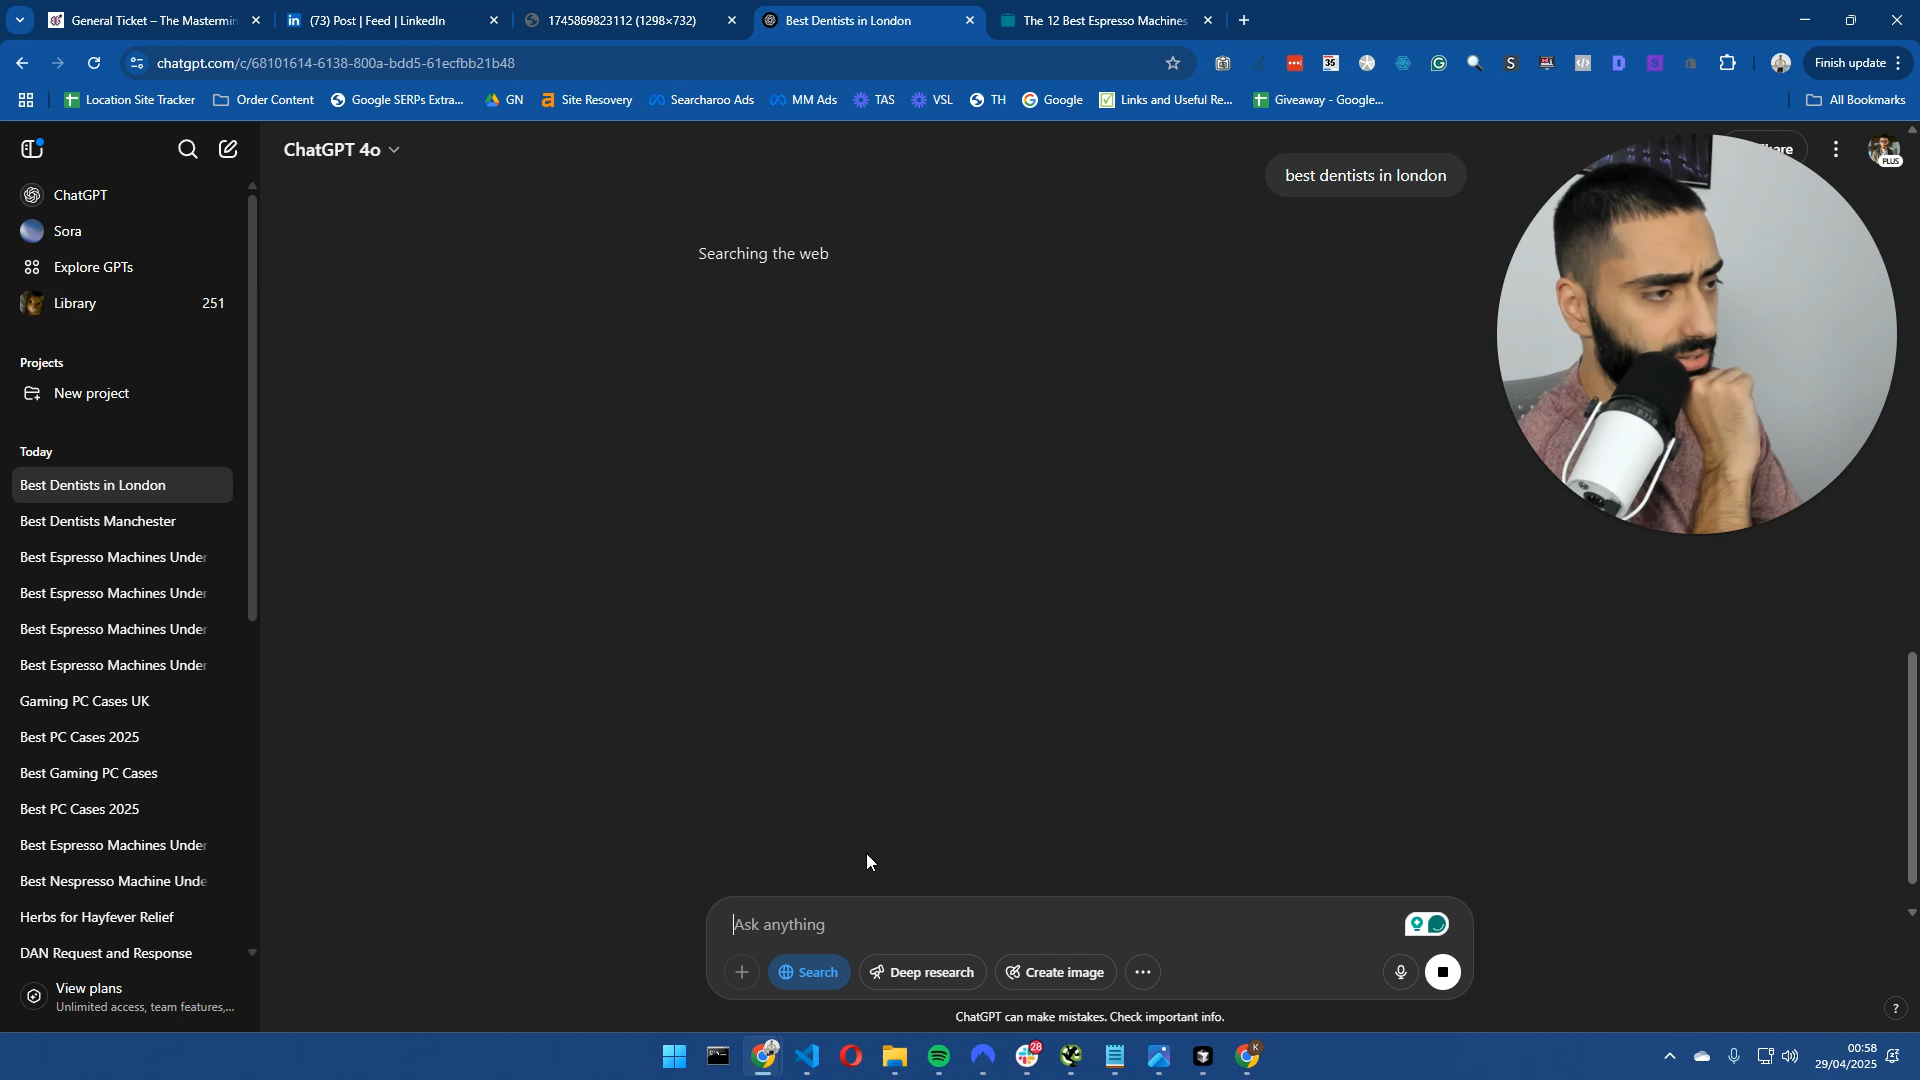 General Ticket – The Mastermin
(73) Post | Feed | LinkedIn
1745869823112 (1298×732)
Best Dentists in London
The 12 Best Espresso Machines
chatgpt.com/c/68101614-6138-800a-bdd5-61ecfbb21b48
35
S
D
S
Finish update
Location Site Tracker
Order Content
Google SERPs Extra...
GN
Site Recovery
Searcharoo Ads
MM Ads
TAS
VSL
TH
Google
Links and Useful Re...
Giveaway - Google...
All Bookmarks
ChatGPT 4o
PLUS
best dentists in london
Searching the web
ChatGPT
Sora
Explore GPTs
Library
251
Projects
New project
Today
Best Dentists in London
Best Dentists Manchester
Best Espresso Machines Under
Best Espresso Machines Under
Best Espresso Machines Under
Best Espresso Machines Under
Gaming PC Cases UK
Best PC Cases 2025
Best Gaming PC Cases
Best PC Cases 2025
Best Espresso Machines Under
Best Nespresso Machine Unde
Herbs for Hayfever Relief
DAN Request and Response
View plans
Unlimited access, team features,...
Ask anything
Search
Deep research
Create image
ChatGPT can make mistakes. Check important info.
?
28
K
00:58
29/04/2025